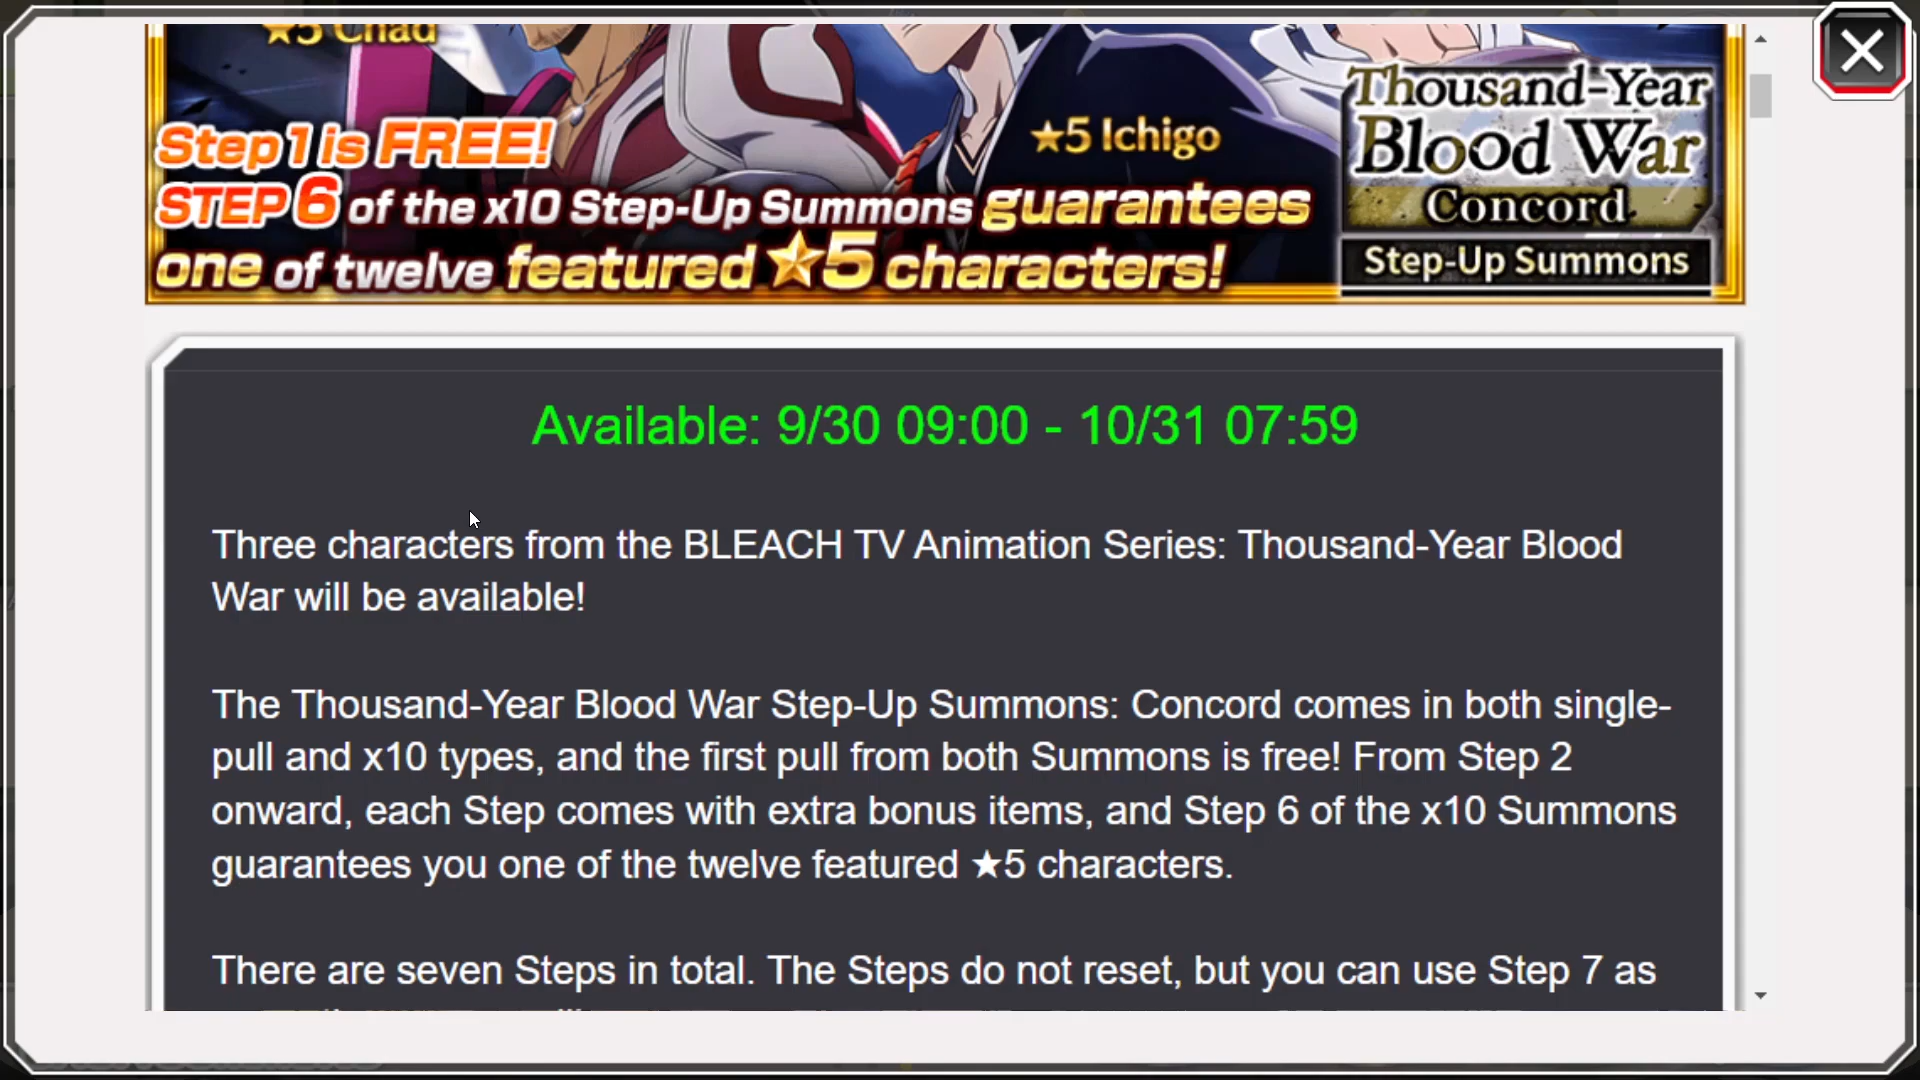 ★5 Chad
★5 Ichigo
Step 1 is FREE!
STEP 6 of the x10 Step-Up Summons guarantees
one of twelve featured ★5 characters!
Thousand-Year
Blood War
Concord
Step-Up Summons
Available: 9/30 09:00 - 10/31 07:59
Three characters from the BLEACH TV Animation Series: Thousand-Year Blood
War will be available!
The Thousand-Year Blood War Step-Up Summons: Concord comes in both single-
pull and x10 types, and the first pull from both Summons is free! From Step 2
onward, each Step comes with extra bonus items, and Step 6 of the x10 Summons
guarantees you one of the twelve featured ★5 characters.
There are seven Steps in total. The Steps do not reset, but you can use Step 7 as